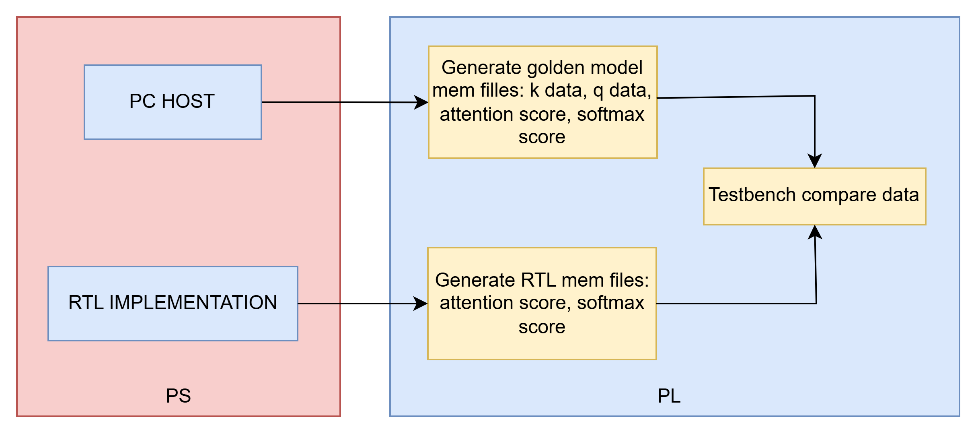 PC HOST
Generate golden model
mem filles: k data, q data,
attention score, softmax
score
Testbench compare data
RTL IMPLEMENTATION
Generate RTL mem files:
attention score, softmax
score
PS
PL